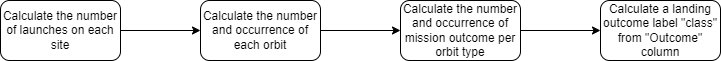 Calculate the number
of launches on each
site
Calculate the number
and occurrence of
each orbit
Calculate the number
and occurrence of
mission outcome per
orbit type
Calculate a landing
outcome label "class"
from "Outcome"
column